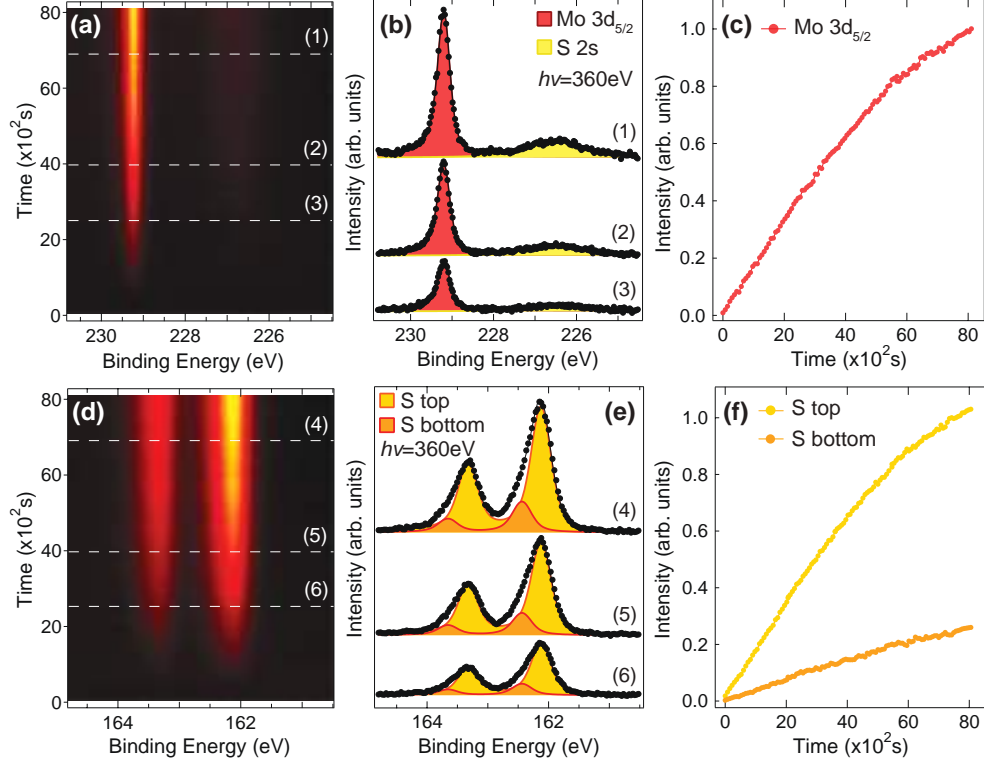 (a)
(1)
(2)
(3)
Time (x10²s)
80
60
40
20
0
230
228
226
Binding Energy (eV)
(b)
Mo 3d₅/₂
S 2s
hν=360eV
(1)
(2)
(3)
Intensity (arb. units)
230
228
226
Binding Energy (eV)
(c)
Mo 3d₅/₂
Intensity (arb. units)
1.0
0.8
0.6
0.4
0.2
0.0
0
20
40
60
80
Time (x10²s)
(d)
(4)
(5)
(6)
Time (x10²s)
80
60
40
20
0
164
162
Binding Energy (eV)
(e)
S top
S bottom
hν=360eV
(4)
(5)
(6)
Intensity (arb. units)
164
162
Binding Energy (eV)
(f)
S top
S bottom
Intensity (arb. units)
1.0
0.8
0.6
0.4
0.2
0.0
0
20
40
60
80
Time (x10²s)